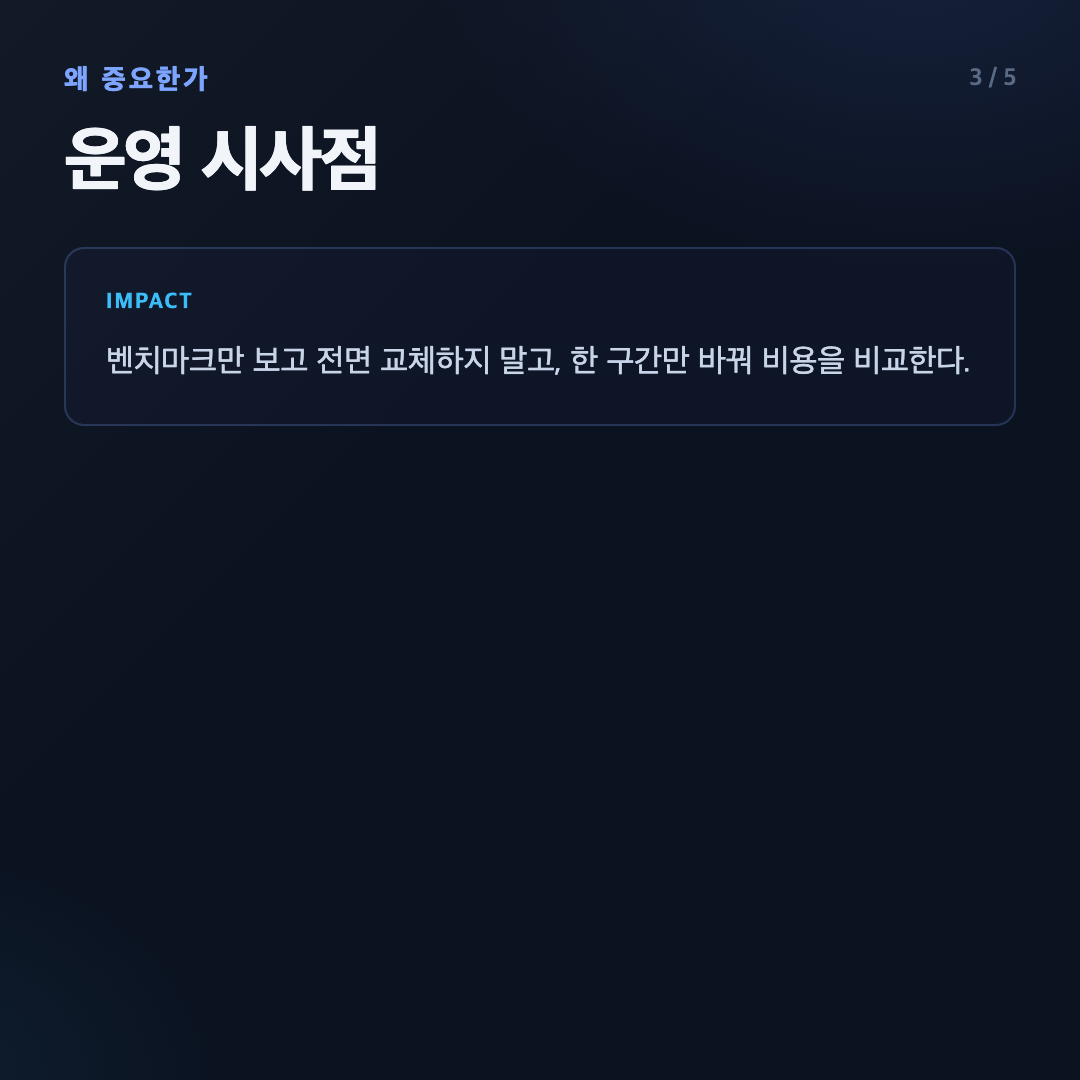 왜 중요한가
3 / 5
운영 시사점
IMPACT
벤치마크만 보고 전면 교체하지 말고, 한 구간만 바꿔 비용을 비교한다.